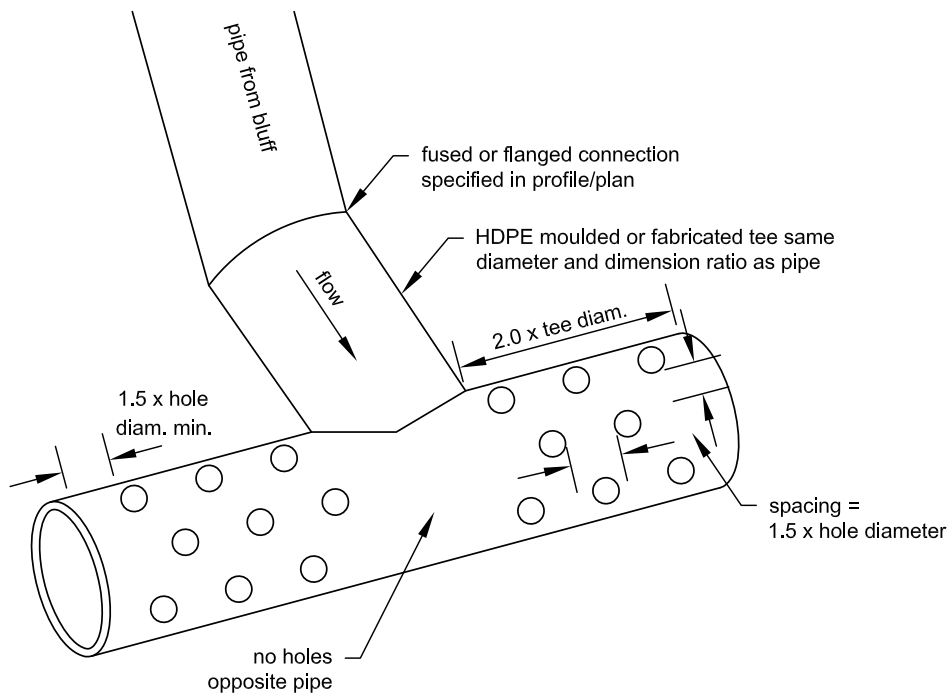 pipe from bluff
fused or flanged connection
specified in profile/plan
HDPE moulded or fabricated tee same
diameter and dimension ratio as pipe
flow
2.0 x tee diam.
1.5 x hole
diam. min.
spacing =
1.5 x hole diameter
no holes
opposite pipe